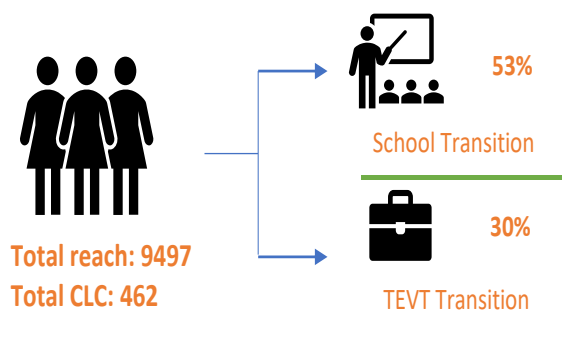 53%
School Transition
30%
Total reach: 9497
Total CLC: 462
TEVT Transition